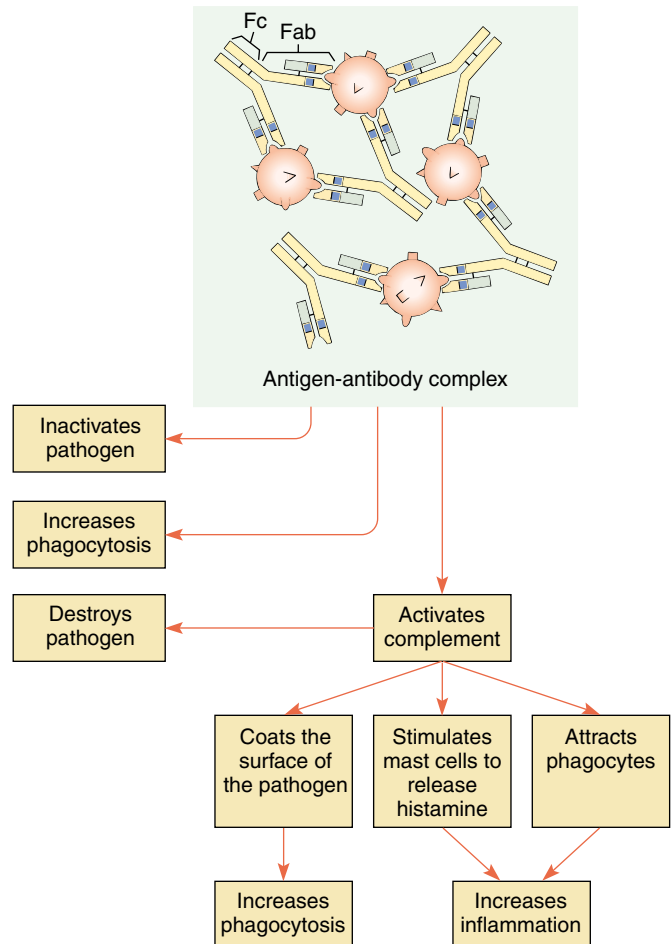 Fc
Fab
Antigen-antibody complex
Inactivates
pathogen
Increases
phagocytosis
Destroys
pathogen
Activates
complement
Coats the
surface of
the pathogen
Stimulates
mast cells to
release
histamine
Attracts
phagocytes
Increases
phagocytosis
Increases
inflammation